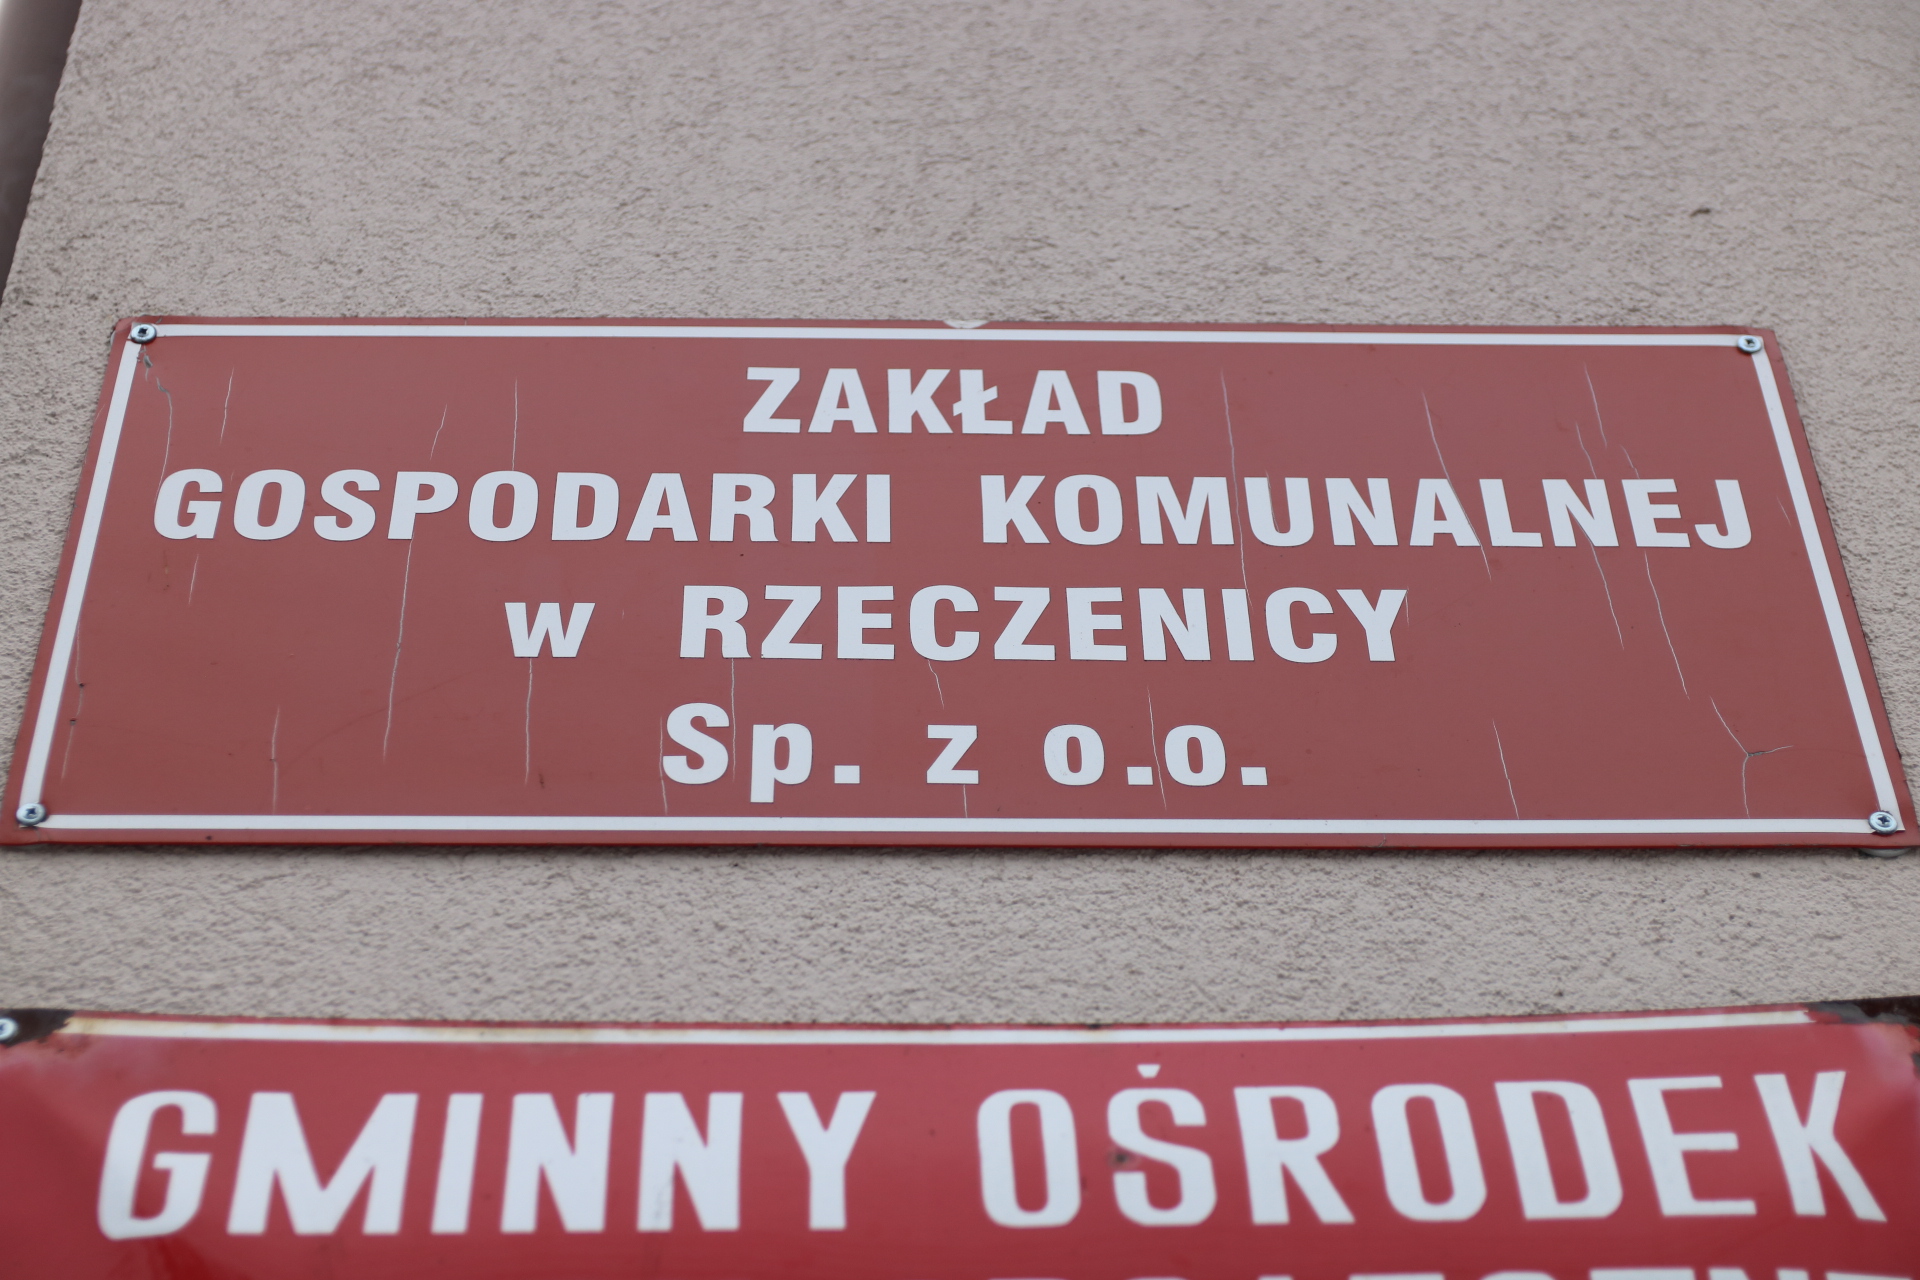 ZAKŁAD
GOSPODARKI KOMUNALNEJ
w RZECZENICY
Sp. z o.o.
GMINNY OŚRODEK